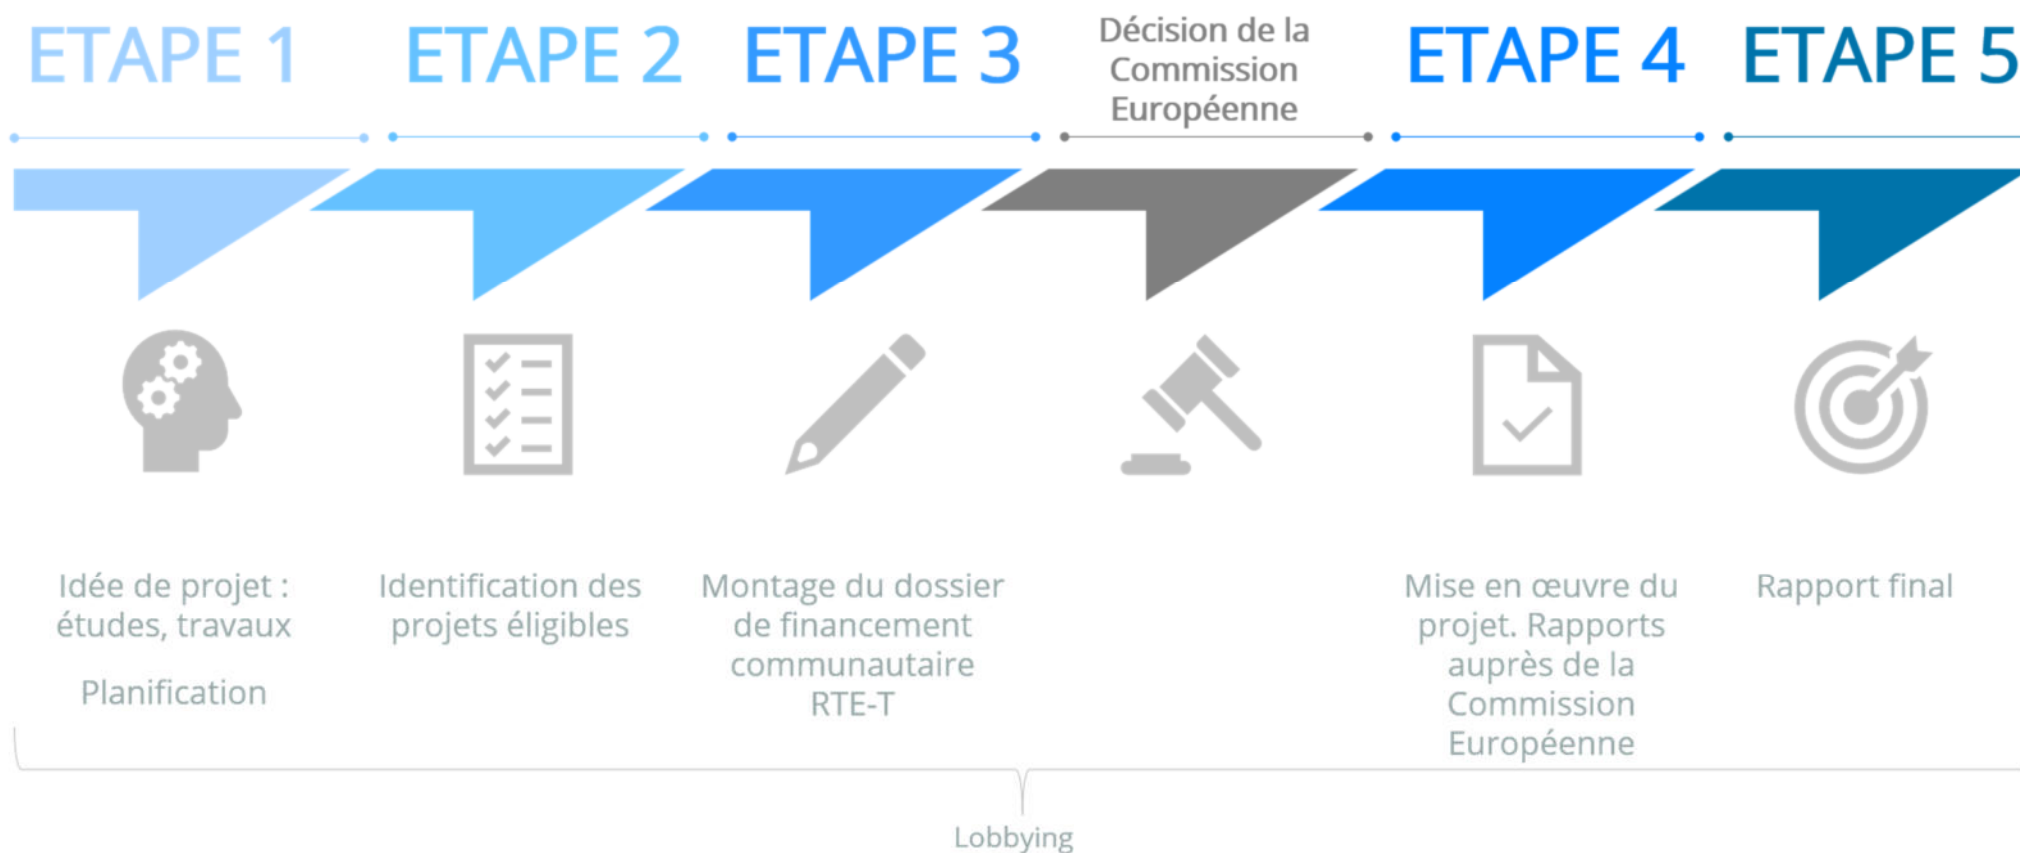 ETAPE 1
ETAPE 2
ETAPE 3
Décision de la
Commission
Européenne
ETAPE 4
ETAPE 5
Idée de projet :
études, travaux
Planification
Identification des
projets éligibles
Montage du dossier
de financement
communautaire
RTE-T
Mise en œuvre du
projet. Rapports
auprès de la
Commission
Européenne
Rapport final
Lobbying